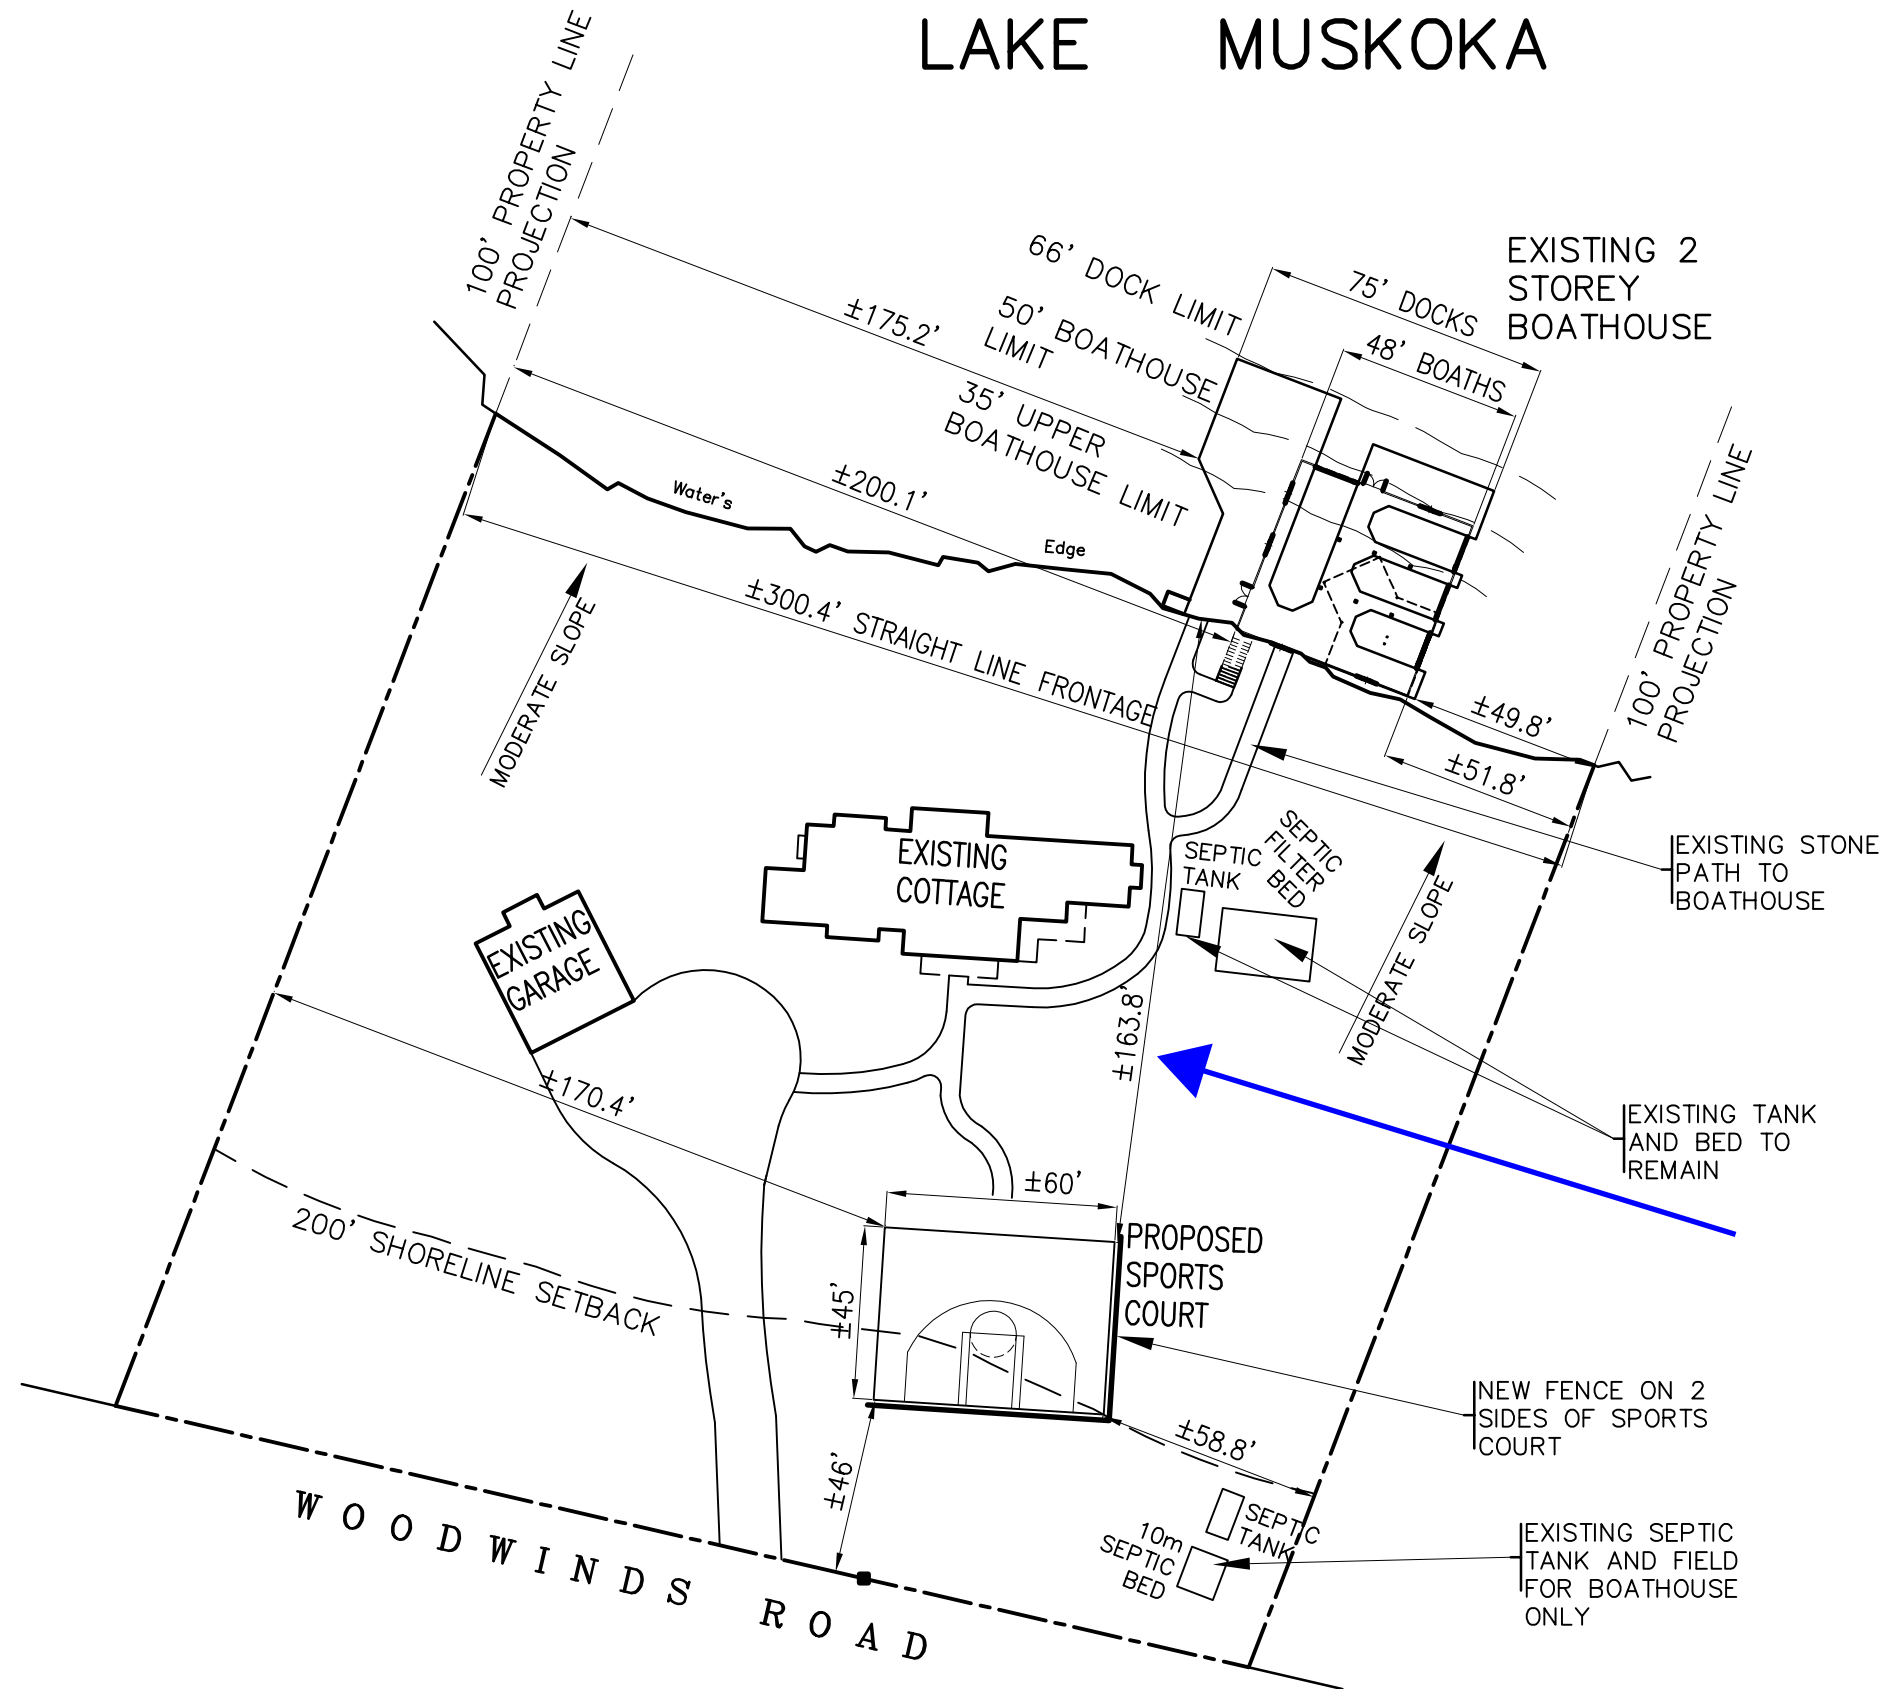 LAKE MUSKOKA
100' PROPERTY LINE
PROJECTION
66' DOCK LIMIT
75' DOCKS
EXISTING 2
STOREY
BOATHOUSE
±175.2'
50' BOATHOUSE
LIMIT
48' BOATHS
35' UPPER
BOATHOUSE LIMIT
±200.1'
Water's
Edge
100' PROPERTY LINE
PROJECTION
±300.4' STRAIGHT LINE FRONTAGE
MODERATE SLOPE
±49.8'
±51.8'
EXISTING STONE
PATH TO
BOATHOUSE
EXISTING
COTTAGE
SEPTIC
TANK
SEPTIC
FILTER
BED
MODERATE SLOPE
EXISTING
GARAGE
±163.8'
±170.4'
EXISTING TANK
AND BED TO
REMAIN
±60'
200' SHORELINE SETBACK
±45'
PROPOSED
SPORTS
COURT
NEW FENCE ON 2
SIDES OF SPORTS
COURT
±58.8'
±46'
SEPTIC
TANK
10m
SEPTIC
BED
EXISTING SEPTIC
TANK AND FIELD
FOR BOATHOUSE
ONLY
WOODWINDS ROAD